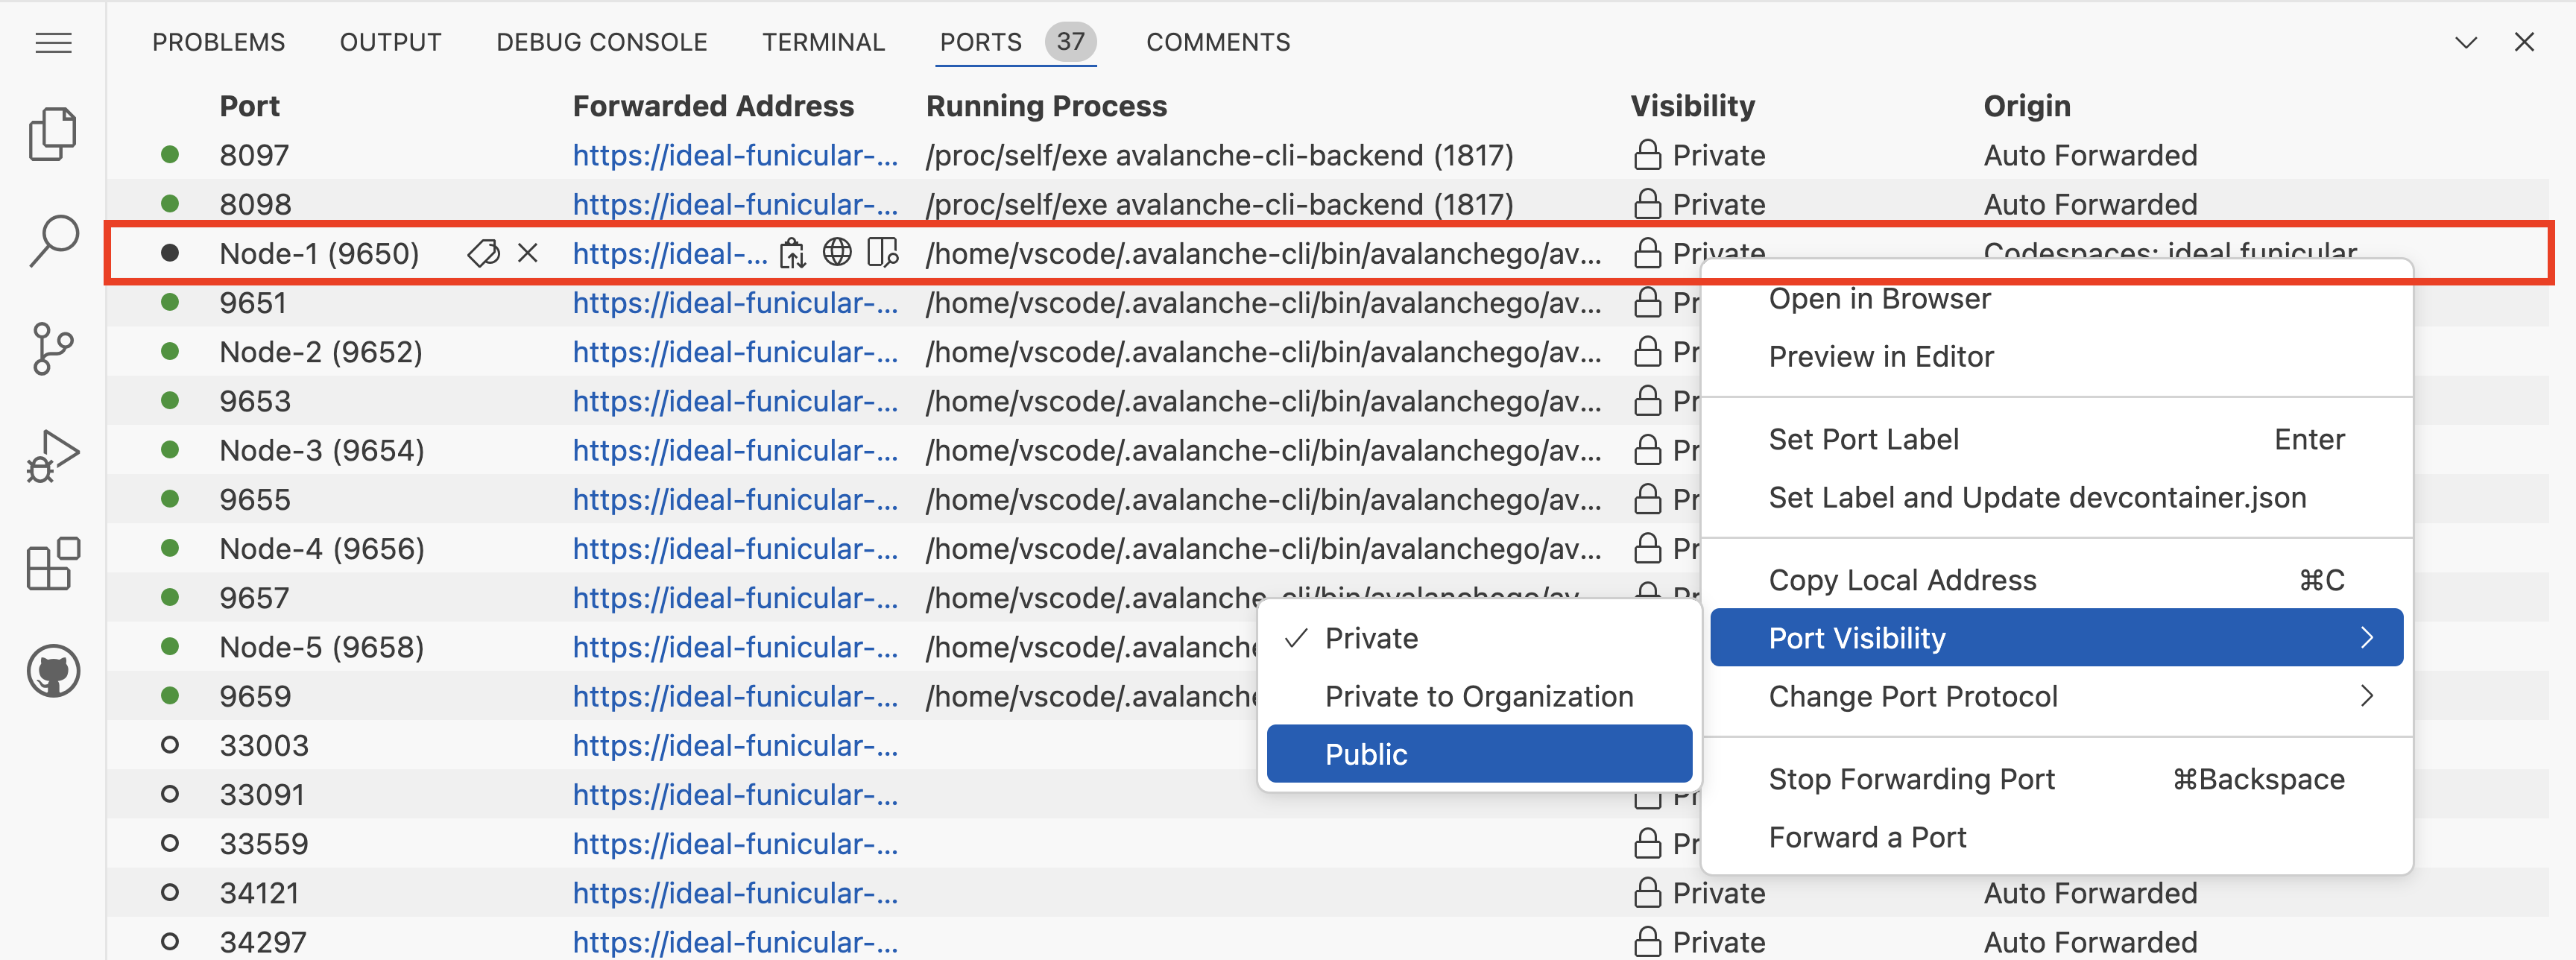 PROBLEMS OUTPUT DEBUG CONSOLE TERMINAL PORTS 37 COMMENTS
Port Forwarded Address Running Process Visibility Origin
8097 https://ideal-funicular-... /proc/self/exe avalanche-cli-backend (1817) Private Auto Forwarded
8098 https://ideal-funicular-... /proc/self/exe avalanche-cli-backend (1817) Private Auto Forwarded
Node-1 (9650) https://ideal-... /home/vscode/.avalanche-cli/bin/avalanchego/av... Private Codespaces: ideal funicular
9651 https://ideal-funicular-... /home/vscode/.avalanche-cli/bin/avalanchego/av... Pr
Node-2 (9652) https://ideal-funicular-... /home/vscode/.avalanche-cli/bin/avalanchego/av... Pr
9653 https://ideal-funicular-... /home/vscode/.avalanche-cli/bin/avalanchego/av... Pr
Node-3 (9654) https://ideal-funicular-... /home/vscode/.avalanche-cli/bin/avalanchego/av... Pr
9655 https://ideal-funicular-... /home/vscode/.avalanche-cli/bin/avalanchego/av... Pr
Node-4 (9656) https://ideal-funicular-... /home/vscode/.avalanche-cli/bin/avalanchego/av... Pr
9657 https://ideal-funicular-... /home/vscode/.avalanche-cli/bin/avalanchego/av...
Node-5 (9658) https://ideal-funicular-... /home/vscode/.avalanche
9659 https://ideal-funicular-... /home/vscode/.avalanche
33003 https://ideal-funicular-...
33091 https://ideal-funicular-... Pr
33559 https://ideal-funicular-... Pr
34121 https://ideal-funicular-... Private Auto Forwarded
34297 https://ideal-funicular-... Private Auto Forwarded
Open in Browser
Preview in Editor
Set Port Label Enter
Set Label and Update devcontainer.json
Copy Local Address ⌘C
Port Visibility
Change Port Protocol
Stop Forwarding Port ⌘Backspace
Forward a Port
✓ Private
Private to Organization
Public